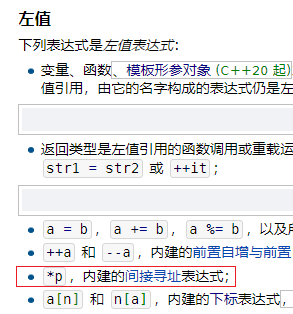 左值
下列表达式是左值表达式：
变量、函数、模板形参对象 (C++20 起)
值引用，由它的名字构成的表达式仍是左
返回类型是左值引用的函数调用或重载运
str1 = str2 或 ++it；
a = b， a += b， a %= b，以及所
++a 和 --a，内建的前置自增与前置
*p，内建的间接寻址表达式；
a[n] 和 n[a]，内建的下标表达式，